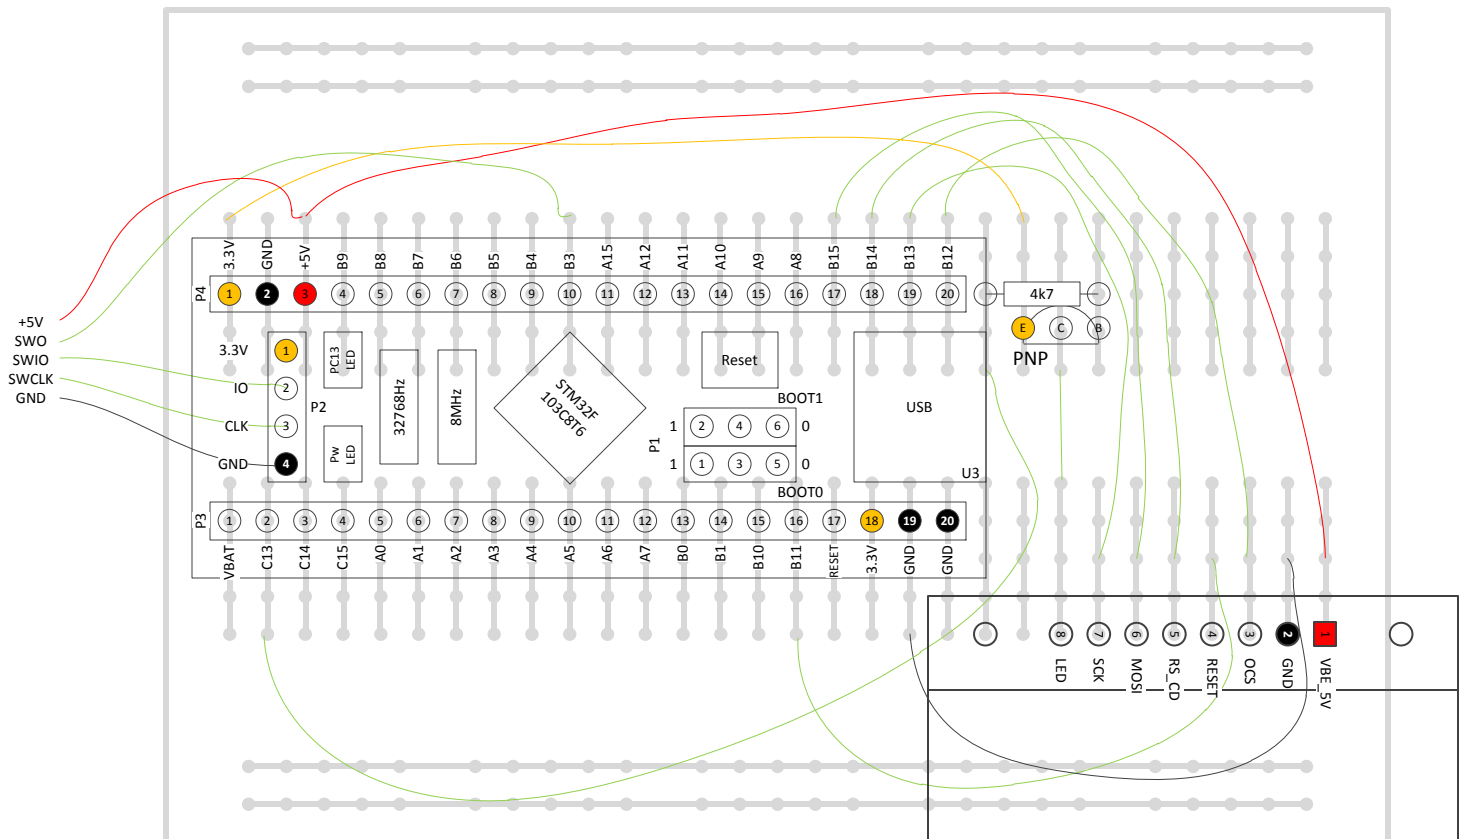 3.3V GND +5V B9 B8 B7 B6 B5 B4 B3 A15 A12 A11 A10 A9 A8 B15 B14 B13 B12
P4 1 2 3 4 5 6 7 8 9 10 11 12 13 14 15 16 17 18 19 20
4k7
E C B
PNP
+5V
SWO
SWIO
SWCLK
GND
3.3V 1
IO 2
CLK 3
GND 4
P2
PC13
LED
Pw
LED
32768Hz
8MHz
STM32F
103C8T6
Reset
BOOT1
P1
1 2 4 6 0
1 1 3 5 0
BOOT0
USB
U3
P3 1 2 3 4 5 6 7 8 9 10 11 12 13 14 15 16 17 18 19 20
VBAT C13 C14 C15 A0 A1 A2 A3 A4 A5 A6 A7 B0 B1 B10 B11 RESET 3.3V GND GND
8 7 6 5 4 3 2 1
LED SCK MOSI RS_CD RESET OCS GND VBE_5V